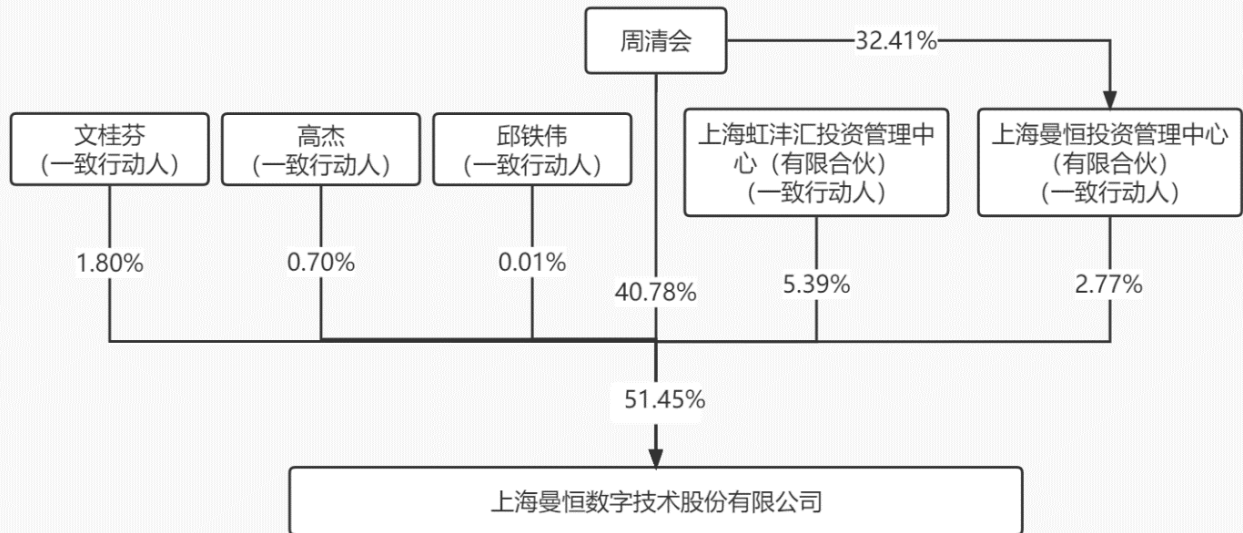 周清会
32.41%
文桂芬
（一致行动人）
高杰
（一致行动人）
邱铁伟
（一致行动人）
上海虹沣汇投资管理中
心（有限合伙）
（一致行动人）
上海曼恒投资管理中心
（有限合伙）
（一致行动人）
1.80%
0.70%
0.01%
40.78%
5.39%
2.77%
51.45%
上海曼恒数字技术股份有限公司